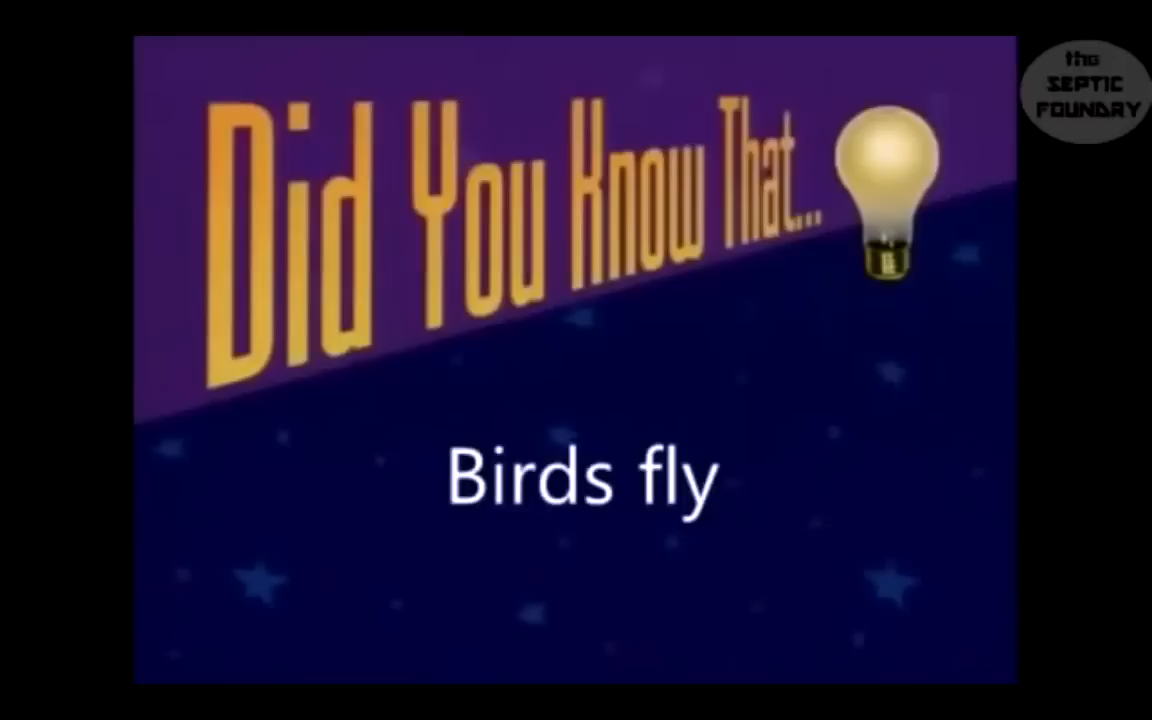 Did You Know That...
the
SEPTIC
FOUNDRY
Birds fly